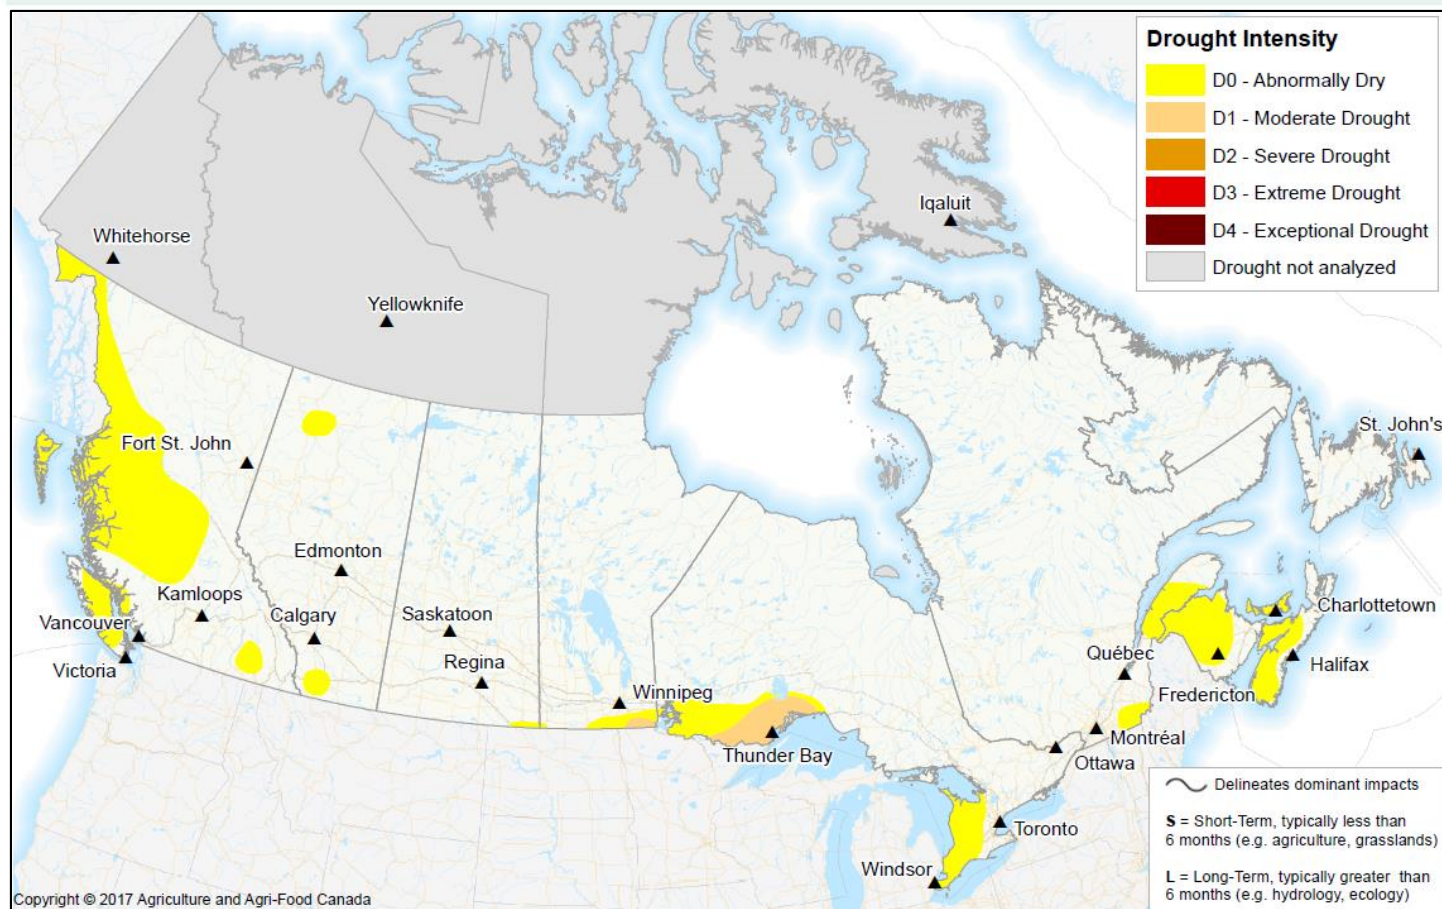 Drought Intensity
D0 - Abnormally Dry
D1 - Moderate Drought
D2 - Severe Drought
D3 - Extreme Drought
D4 - Exceptional Drought
Drought not analyzed
Iqaluit
Whitehorse
Yellowknife
St. John's
Fort St. John
Edmonton
Kamloops
Calgary
Saskatoon
Charlottetown
Vancouver
Québec
Regina
Halifax
Victoria
Winnipeg
Fredericton
Montréal
Thunder Bay
Ottawa
Toronto
Windsor
Delineates dominant impacts
S = Short-Term, typically less than
6 months (e.g. agriculture, grasslands)
L = Long-Term, typically greater than
6 months (e.g. hydrology, ecology)
Copyright © 2017 Agriculture and Agri-Food Canada